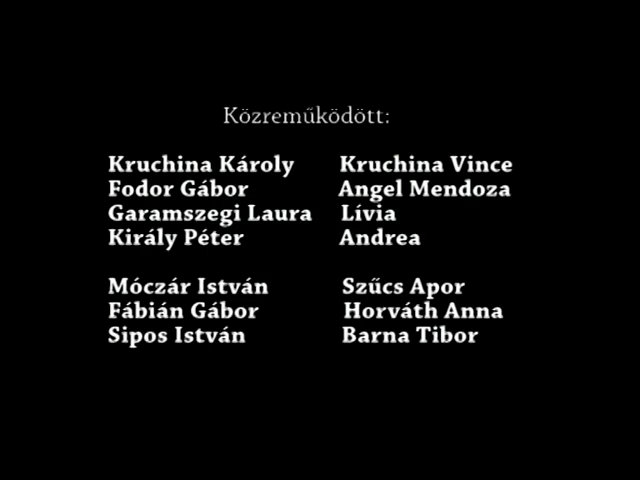 Közreműködött:
Kruchina Károly Kruchina Vince
Fodor Gábor Angel Mendoza
Garamszegi Laura Lívia
Király Péter Andrea
Móczár István Szűcs Apor
Fábián Gábor Horváth Anna
Sipos István Barna Tibor